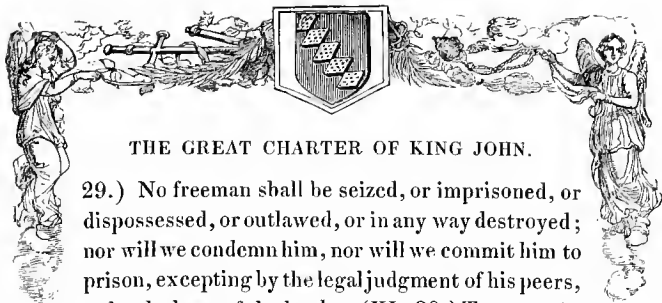 THE GREAT CHARTER OF KING JOHN.
29.) No freeman shall be seized, or imprisoned, or
dispossessed, or outlawed, or in any way destroyed;
nor will we condemn him, nor will we commit him to
prison, excepting by the legal judgment of his peers,